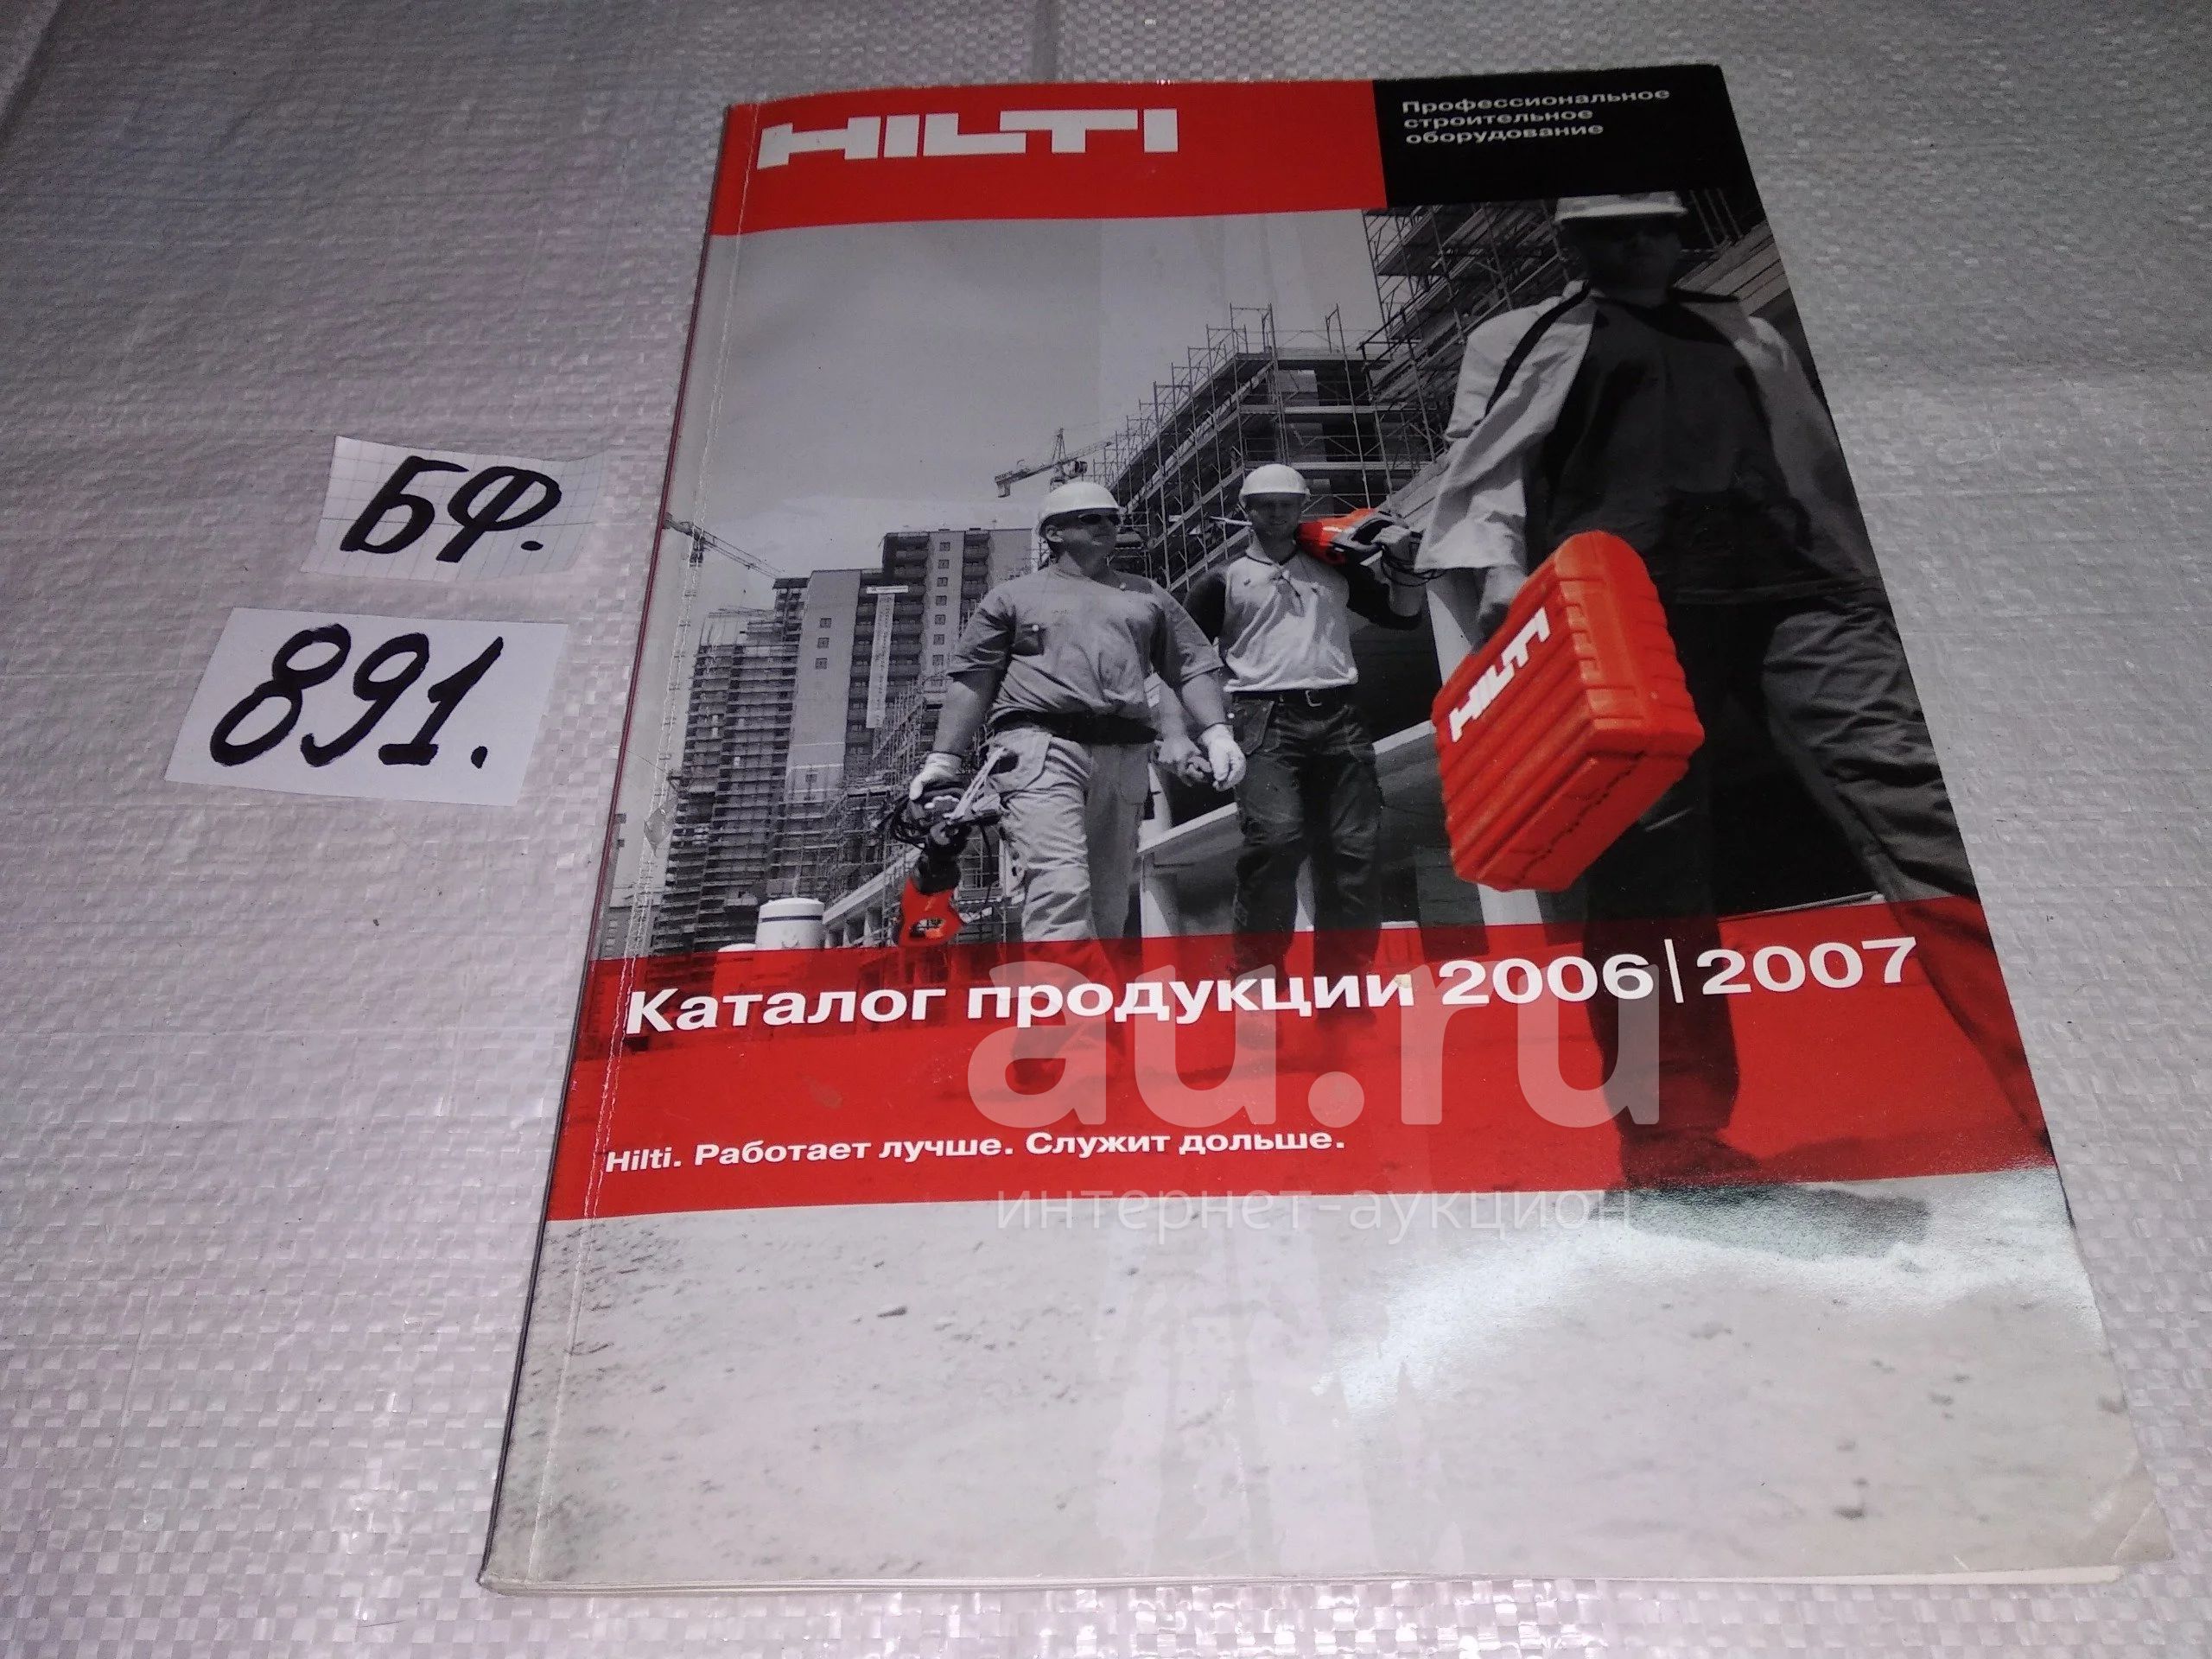 HILTI
Профессиональное
строительное
оборудование
БФ.
891.
HILTI
Каталог продукции 2006|2007
au.ru
Hilti. Работает лучше. Служит дольше.
интернет-аукцион